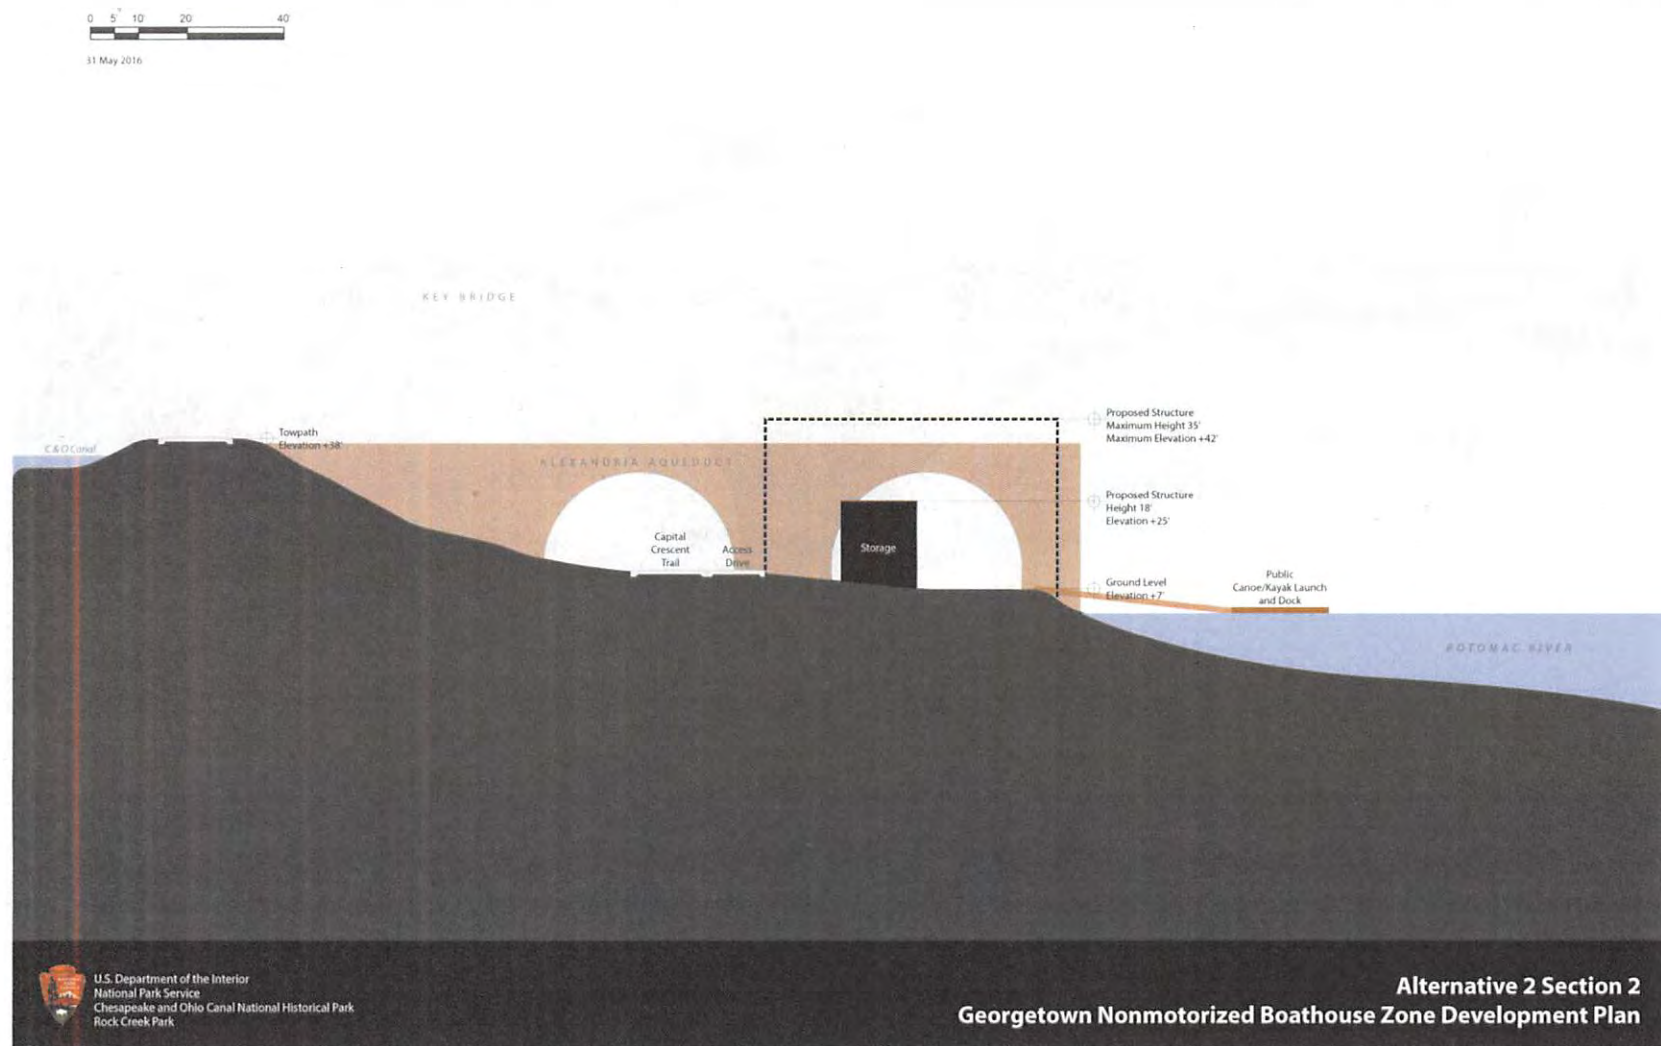 0 5' 10' 20' 40'
31 May 2016
KEY BRIDGE
C&O Canal
Towpath
Elevation +38'
ALEXANDRIA AQUEDUCT
Proposed Structure
Maximum Height 35'
Maximum Elevation +42'
Proposed Structure
Height 18'
Elevation +25'
Capital
Crescent
Trail
Access
Drive
Storage
Ground Level
Elevation +7'
Public
Canoe/Kayak Launch
and Dock
POTOMAC RIVER
U.S. Department of the Interior
National Park Service
Chesapeake and Ohio Canal National Historical Park
Rock Creek Park
Alternative 2 Section 2
Georgetown Nonmotorized Boathouse Zone Development Plan